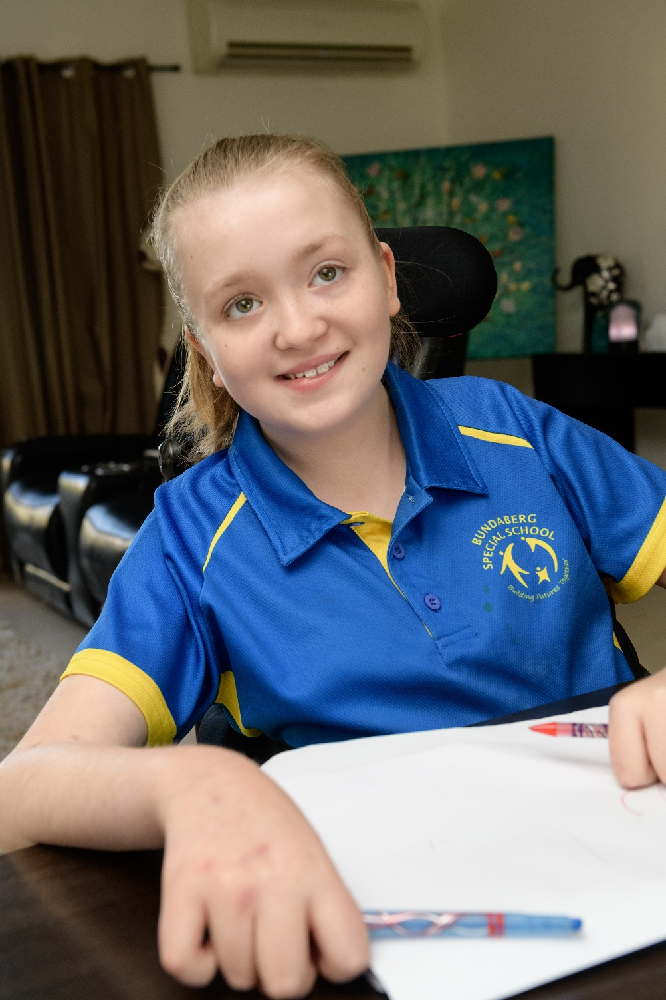 BUNDABERG
SPECIAL SCHOOL
Building Futures Together